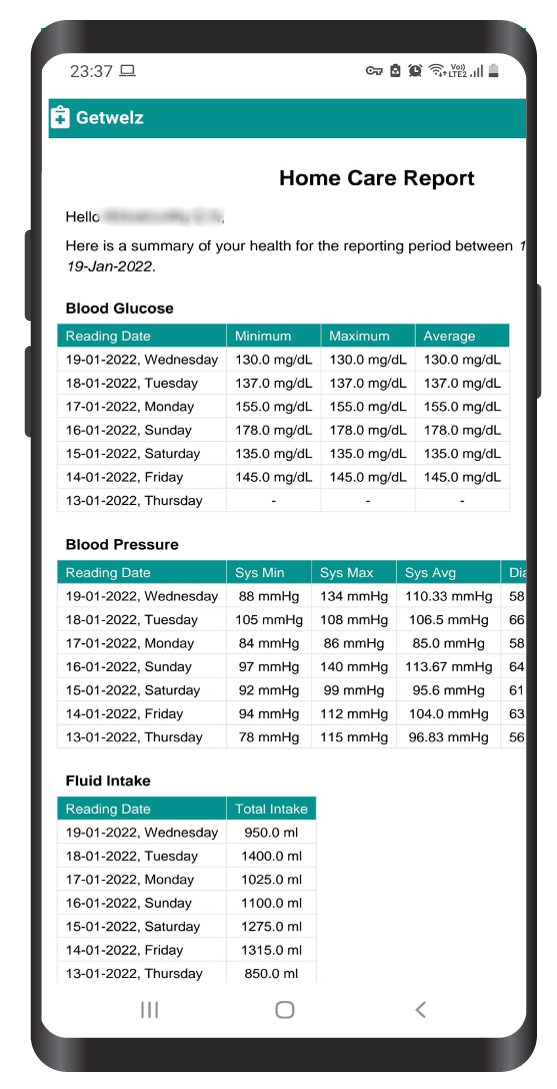 23:37
Vo)) LTE2
Getwelz
Home Care Report
Hello ,
Here is a summary of your health for the reporting period between 1
19-Jan-2022.
Blood Glucose
Reading Date Minimum Maximum Average
19-01-2022, Wednesday 130.0 mg/dL 130.0 mg/dL 130.0 mg/dL
18-01-2022, Tuesday 137.0 mg/dL 137.0 mg/dL 137.0 mg/dL
17-01-2022, Monday 155.0 mg/dL 155.0 mg/dL 155.0 mg/dL
16-01-2022, Sunday 178.0 mg/dL 178.0 mg/dL 178.0 mg/dL
15-01-2022, Saturday 135.0 mg/dL 135.0 mg/dL 135.0 mg/dL
14-01-2022, Friday 145.0 mg/dL 145.0 mg/dL 145.0 mg/dL
13-01-2022, Thursday - - -
Blood Pressure
Reading Date Sys Min Sys Max Sys Avg Dia
19-01-2022, Wednesday 88 mmHg 134 mmHg 110.33 mmHg 58
18-01-2022, Tuesday 105 mmHg 108 mmHg 106.5 mmHg 66
17-01-2022, Monday 84 mmHg 86 mmHg 85.0 mmHg 58
16-01-2022, Sunday 97 mmHg 140 mmHg 113.67 mmHg 64
15-01-2022, Saturday 92 mmHg 99 mmHg 95.6 mmHg 61
14-01-2022, Friday 94 mmHg 112 mmHg 104.0 mmHg 63
13-01-2022, Thursday 78 mmHg 115 mmHg 96.83 mmHg 56
Fluid Intake
Reading Date Total Intake
19-01-2022, Wednesday 950.0 ml
18-01-2022, Tuesday 1400.0 ml
17-01-2022, Monday 1025.0 ml
16-01-2022, Sunday 1100.0 ml
15-01-2022, Saturday 1275.0 ml
14-01-2022, Friday 1315.0 ml
13-01-2022, Thursday 850.0 ml